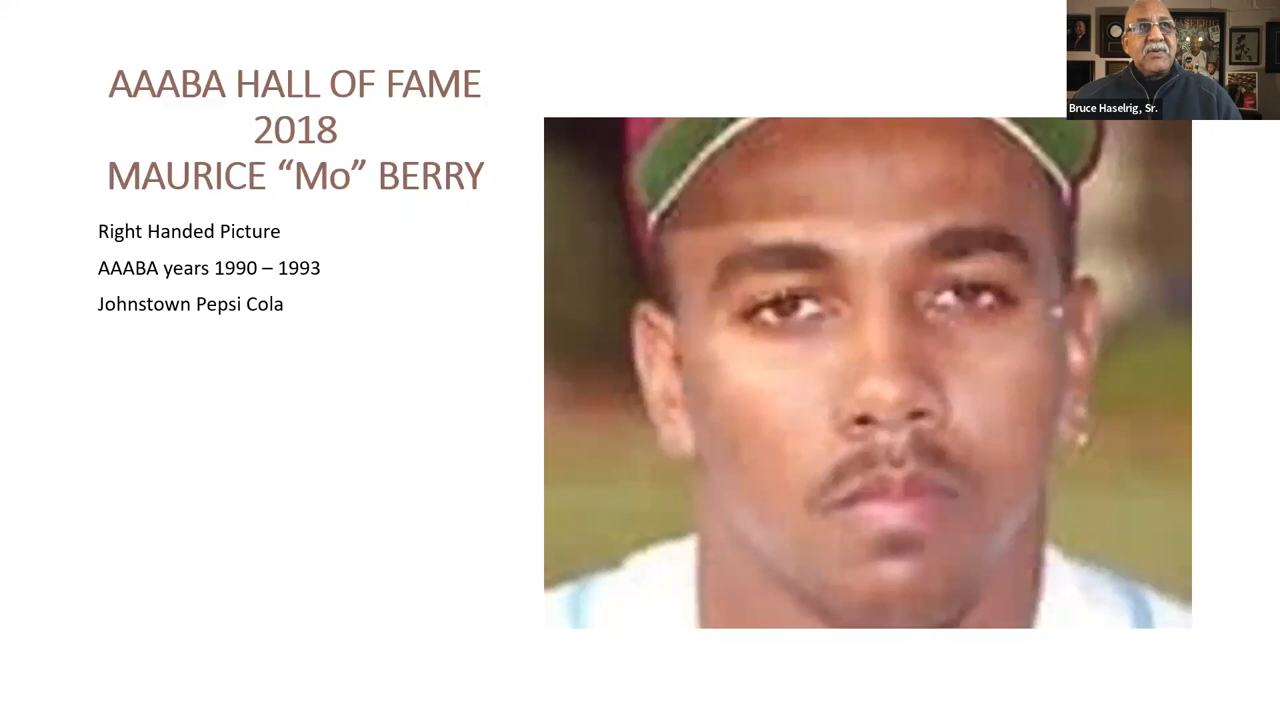 AAABA HALL OF FAME
2018
MAURICE “Mo” BERRY
Right Handed Picture
AAABA years 1990 – 1993
Johnstown Pepsi Cola
HASELRIG
Bruce Haselrig, Sr.